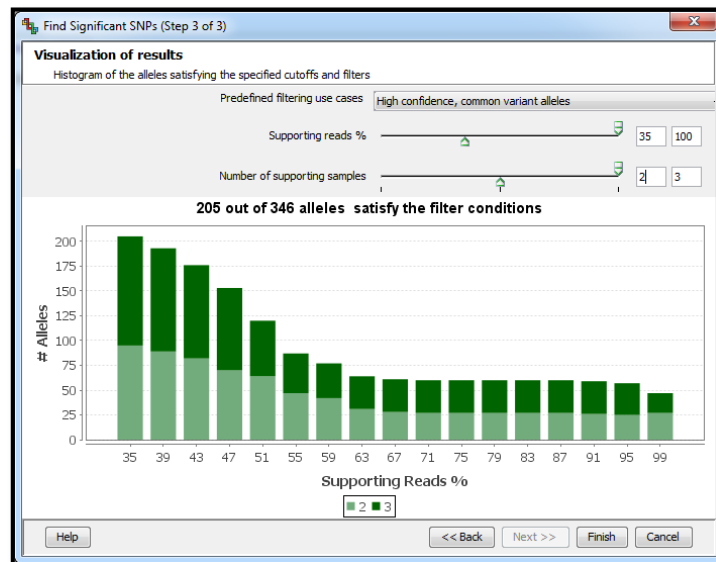 Find Significant SNPs (Step 3 of 3)
x
Visualization of results
Histogram of the alleles satisfying the specified cutoffs and filters
Predefined filtering use cases High confidence, common variant alleles
Supporting reads % 35 100
Number of supporting samples 2 3
205 out of 346 alleles satisfy the filter conditions
200
175
150
125
100
75
50
25
0
# Alleles
35 39 43 47 51 55 59 63 67 71 75 79 83 87 91 95 99
Supporting Reads %
2 3
Help << Back Next >> Finish Cancel